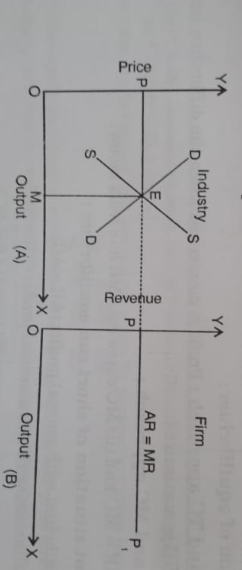 Y
Industry
Price
D
S
P
E
S
D
O
M
X
Output (A)
Y
Firm
Revenue
P
AR = MR
P1
O
X
Output (B)